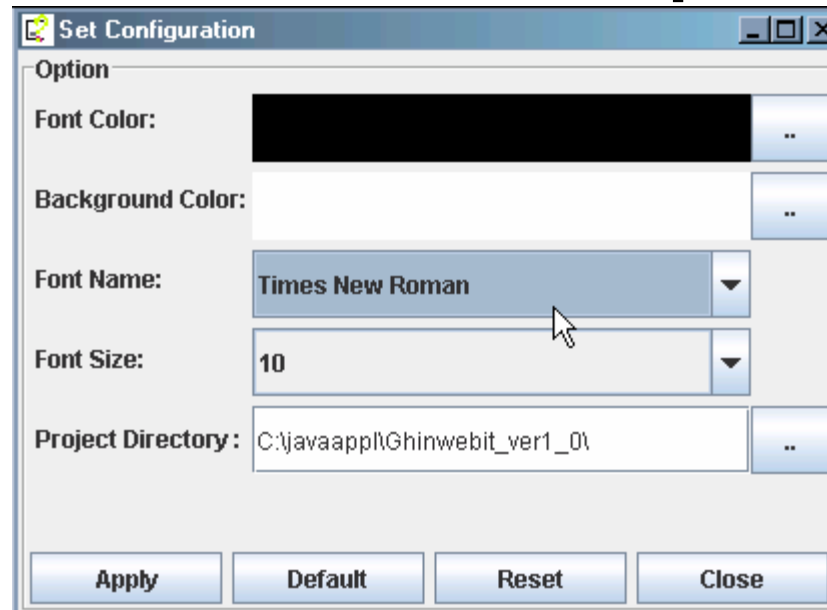 Set Configuration
Option
Font Color:
..
Background Color:
..
Font Name: Times New Roman
Font Size: 10
Project Directory: C:\javaappl\Ghinwebit_ver1_0\
..
Apply Default Reset Close